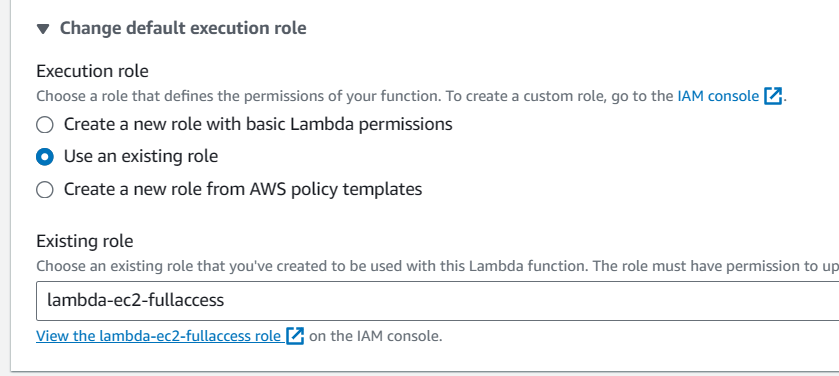 Change default execution role
Execution role
Choose a role that defines the permissions of your function. To create a custom role, go to the IAM console.
Create a new role with basic Lambda permissions
Use an existing role
Create a new role from AWS policy templates
Existing role
Choose an existing role that you've created to be used with this Lambda function. The role must have permission to up
lambda-ec2-fullaccess
View the lambda-ec2-fullaccess role on the IAM console.